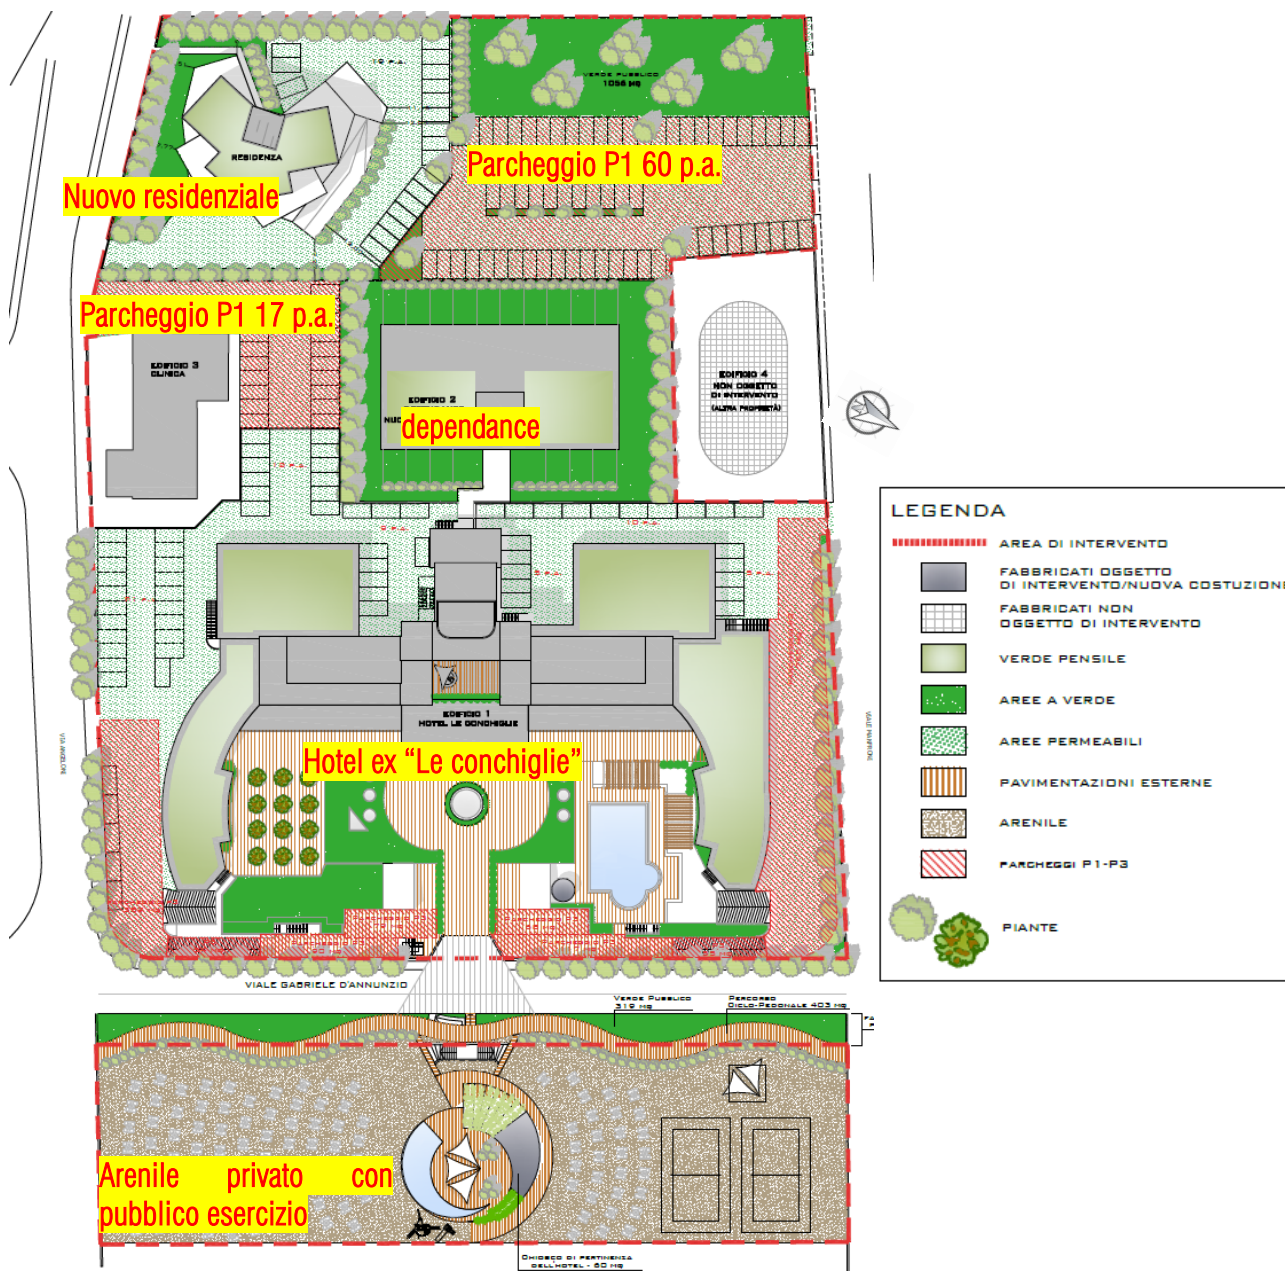 19 P.A.
VERDE PUBBLICO
1056 MQ
RESIDENZA
Parcheggio P1 60 p.a.
Nuovo residenziale
Parcheggio P1 17 p.a.
EDIFICIO 3
CLINICA
EDIFICIO 4
NON OGGETTO
DI INTERVENTO
(ALTRA PROPRIETÀ)
EDIFICIO 2
dependance
10 P.A.
LEGENDA
AREA DI INTERVENTO
FABBRICATI OGGETTO
DI INTERVENTO/NUOVA COSTUZIONE
FABBRICATI NON
OGGETTO DI INTERVENTO
VERDE PENSILE
AREE A VERDE
AREE PERMEABILI
PAVIMENTAZIONI ESTERNE
ARENILE
PARCHEGGI P1-P3
PIANTE
EDIFICIO 1
HOTEL LE CONCHIGLIE
Hotel ex “Le conchiglie”
VIALE GABRIELE D'ANNUNZIO
VERDE PUBBLICO
319 MQ
PERCORSO
CICLO-PEDONALE 403 MQ
Arenile privato con
pubblico esercizio
CHIOSCO DI PERTINENZA
DELL'HOTEL - 60 MQ